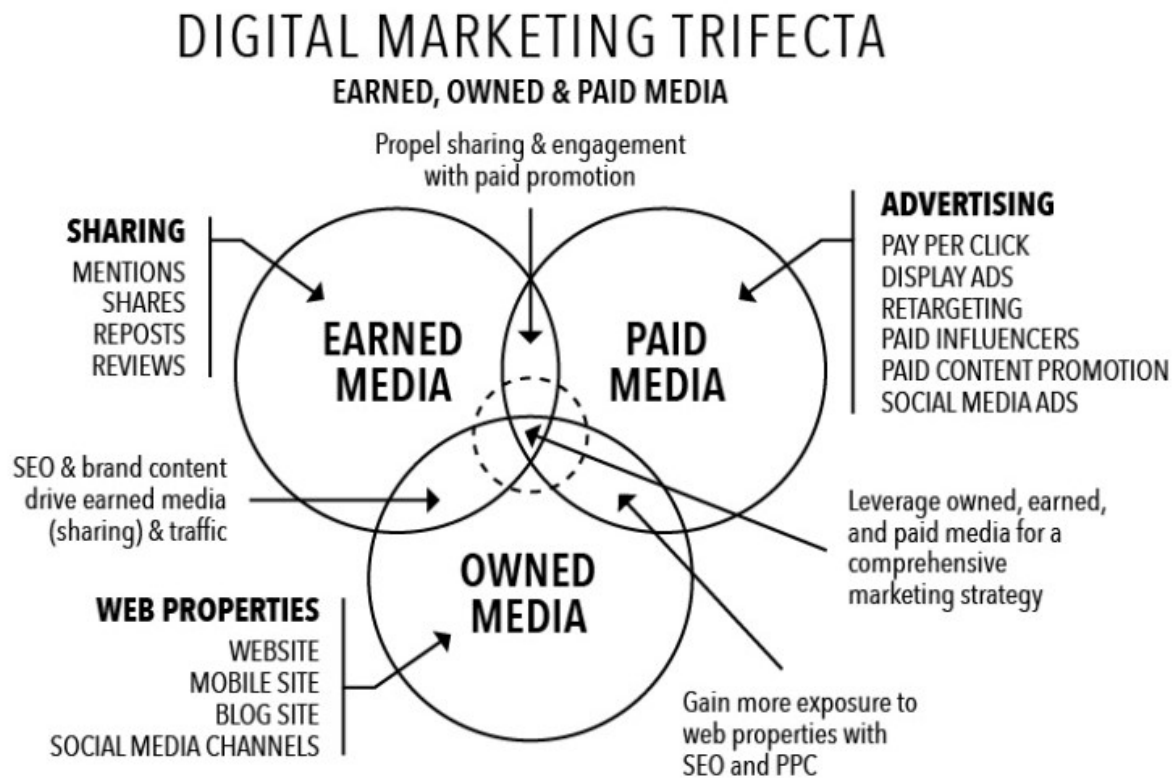 DIGITAL MARKETING TRIFECTA
EARNED, OWNED & PAID MEDIA
Propel sharing & engagement
with paid promotion
SHARING
MENTIONS
SHARES
REPOSTS
REVIEWS
EARNED
MEDIA
PAID
MEDIA
ADVERTISING
PAY PER CLICK
DISPLAY ADS
RETARGETING
PAID INFLUENCERS
PAID CONTENT PROMOTION
SOCIAL MEDIA ADS
SEO & brand content
drive earned media
(sharing) & traffic
Leverage owned, earned,
and paid media for a
comprehensive
marketing strategy
OWNED
MEDIA
WEB PROPERTIES
WEBSITE
MOBILE SITE
BLOG SITE
SOCIAL MEDIA CHANNELS
Gain more exposure to
web properties with
SEO and PPC